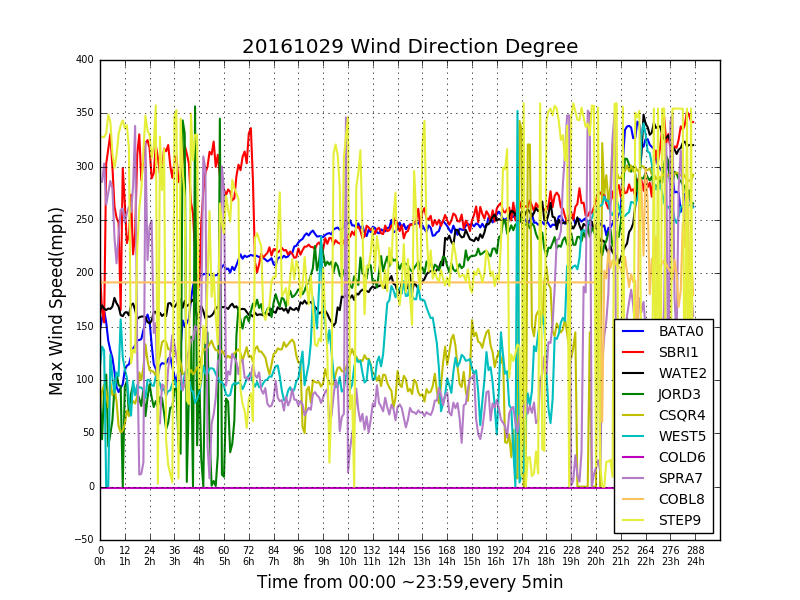 20161029 Wind Direction Degree
Max Wind Speed(mph)
400
350
300
250
200
150
100
50
0
−50
BATA0
SBRI1
WATE2
JORD3
CSQR4
WEST5
COLD6
SPRA7
COBL8
STEP9
0 12 24 36 48 60 72 84 96 108 120 132 144 156 168 180 192 204 216 228 240 252 264 276 288
0h 1h 2h 3h 4h 5h 6h 7h 8h 9h 10h 11h 12h 13h 14h 15h 16h 17h 18h 19h 20h 21h 22h 23h 24h
Time from 00:00 ~23:59,every 5min